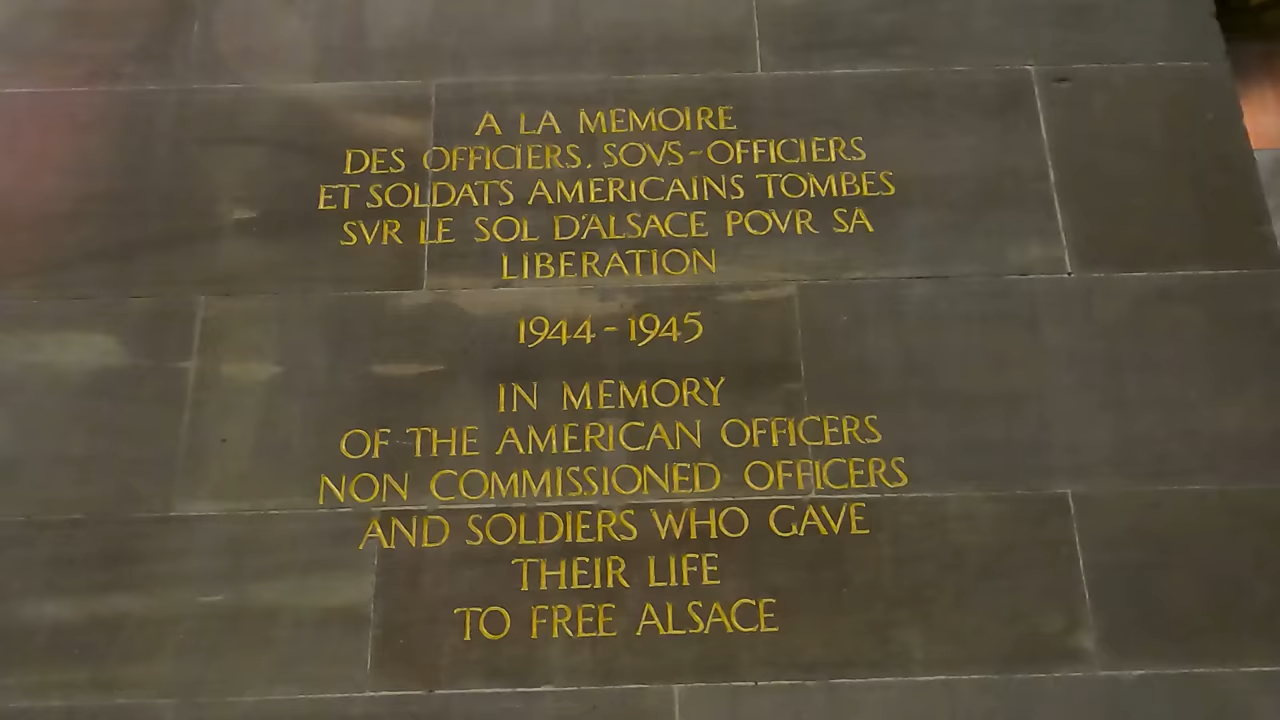 A LA MEMOIRE
DES OFFICIERS. SOVS-OFFICIERS
ET SOLDATS AMERICAINS TOMBES
SVR LE SOL D'ALSACE POVR SA
LIBERATION
1944-1945
IN MEMORY
OF THE AMERICAN OFFICERS
NON COMMISSIONED OFFICERS
AND SOLDIERS WHO GAVE
THEIR LIFE
TO FREE ALSACE